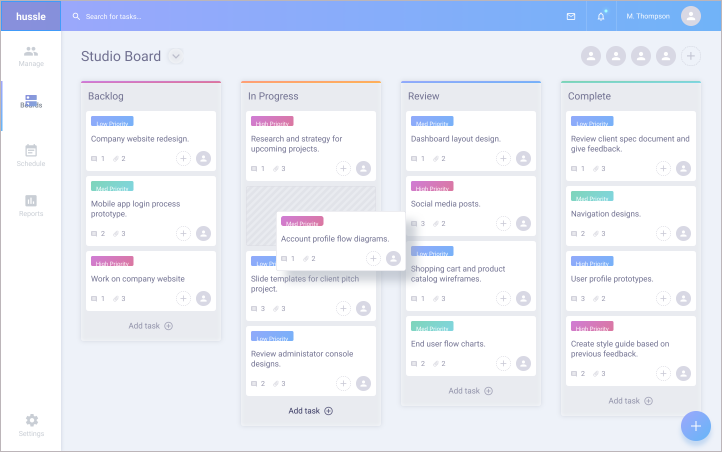 hussle
Search for tasks...
M. Thompson
Manage
Boards
Schedule
Reports
Settings
Studio Board
Backlog
Low Priority
Company website redesign.
1 2
Med Priority
Mobile app login process
prototype.
2 3
High Priority
Work on company website
1 3
Add task
In Progress
High Priority
Research and strategy for
upcoming projects.
1 3
Med Priority
Account profile flow diagrams.
1 2
Low Priority
Slide templates for client pitch
project.
3 3
Low Priority
Review administator console
designs.
2 3
Add task
Review
Med Priority
Dashboard layout design.
1 2
High Priority
Social media posts.
3 2
Low Priority
Shopping cart and product
catalog wireframes.
1 3
Med Priority
End user flow charts.
2 2
Add task
Complete
Low Priority
Review client spec document and
give feedback.
1 3
Med Priority
Navigation designs.
2 3
Low Priority
User profile prototypes.
3 2
High Priority
Create style guide based on
previous feedback.
2 3
Add task